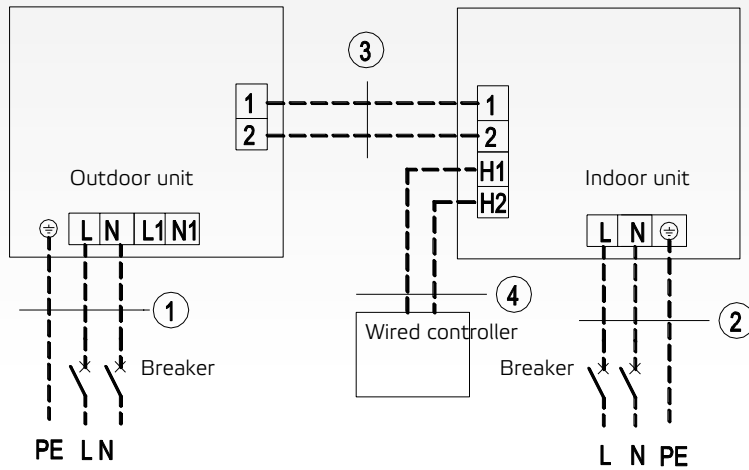 3
1
1
2
2
H1
Outdoor unit
Indoor unit
H2
L N L1 N1
L N
4
1
Wired controller
2
Breaker
Breaker
PE L N
L N PE